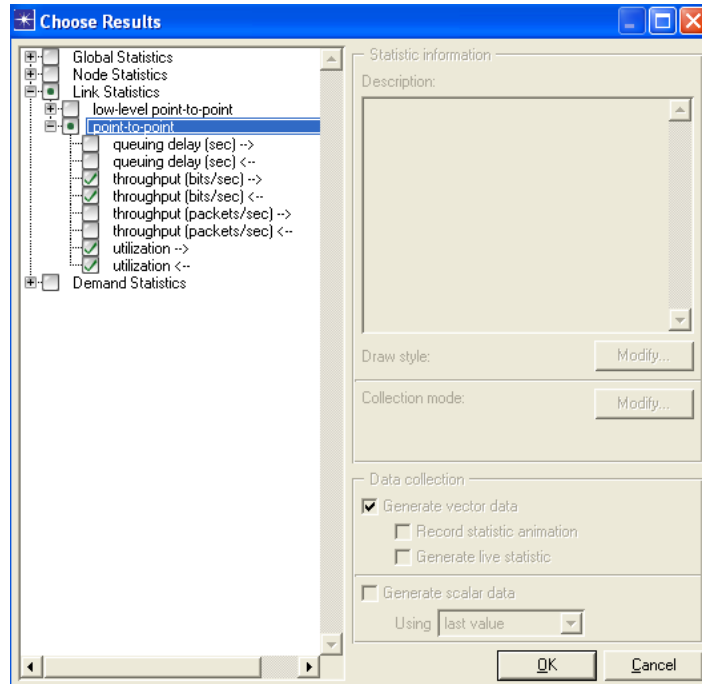 Choose Results
Global Statistics
Node Statistics
Link Statistics
low-level point-to-point
point-to-point
queuing delay (sec) -->
queuing delay (sec) <--
throughput (bits/sec) -->
throughput (bits/sec) <--
throughput (packets/sec) -->
throughput (packets/sec) <--
utilization -->
utilization <--
Demand Statistics
Statistic information
Description:
Draw style:
Modify...
Collection mode:
Modify...
Data collection
Generate vector data
Record statistic animation
Generate live statistic
Generate scalar data
Using last value
OK Cancel